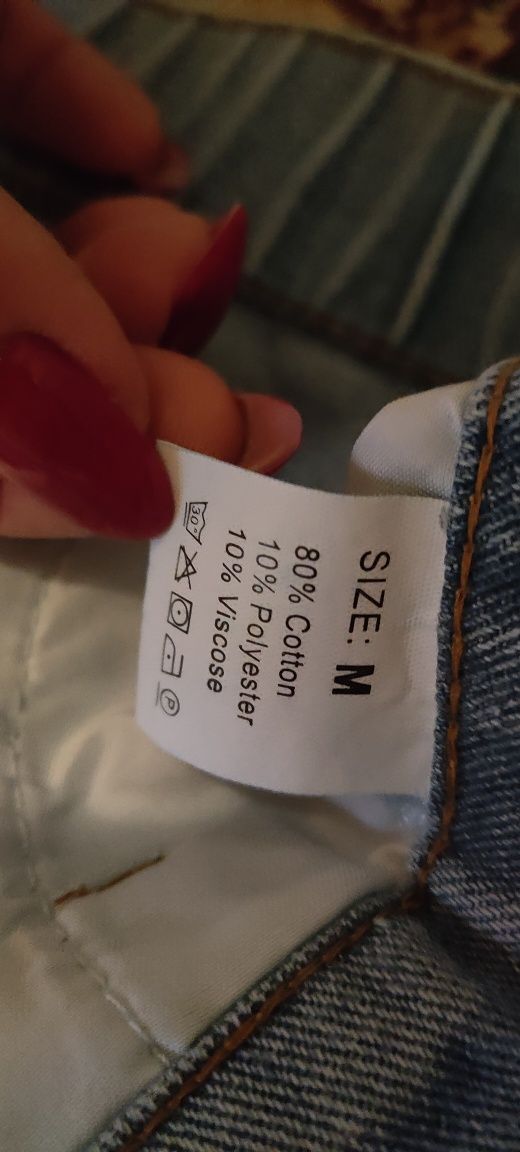 SIZE: M
80% Cotton
10% Polyester
10% Viscose
30° P